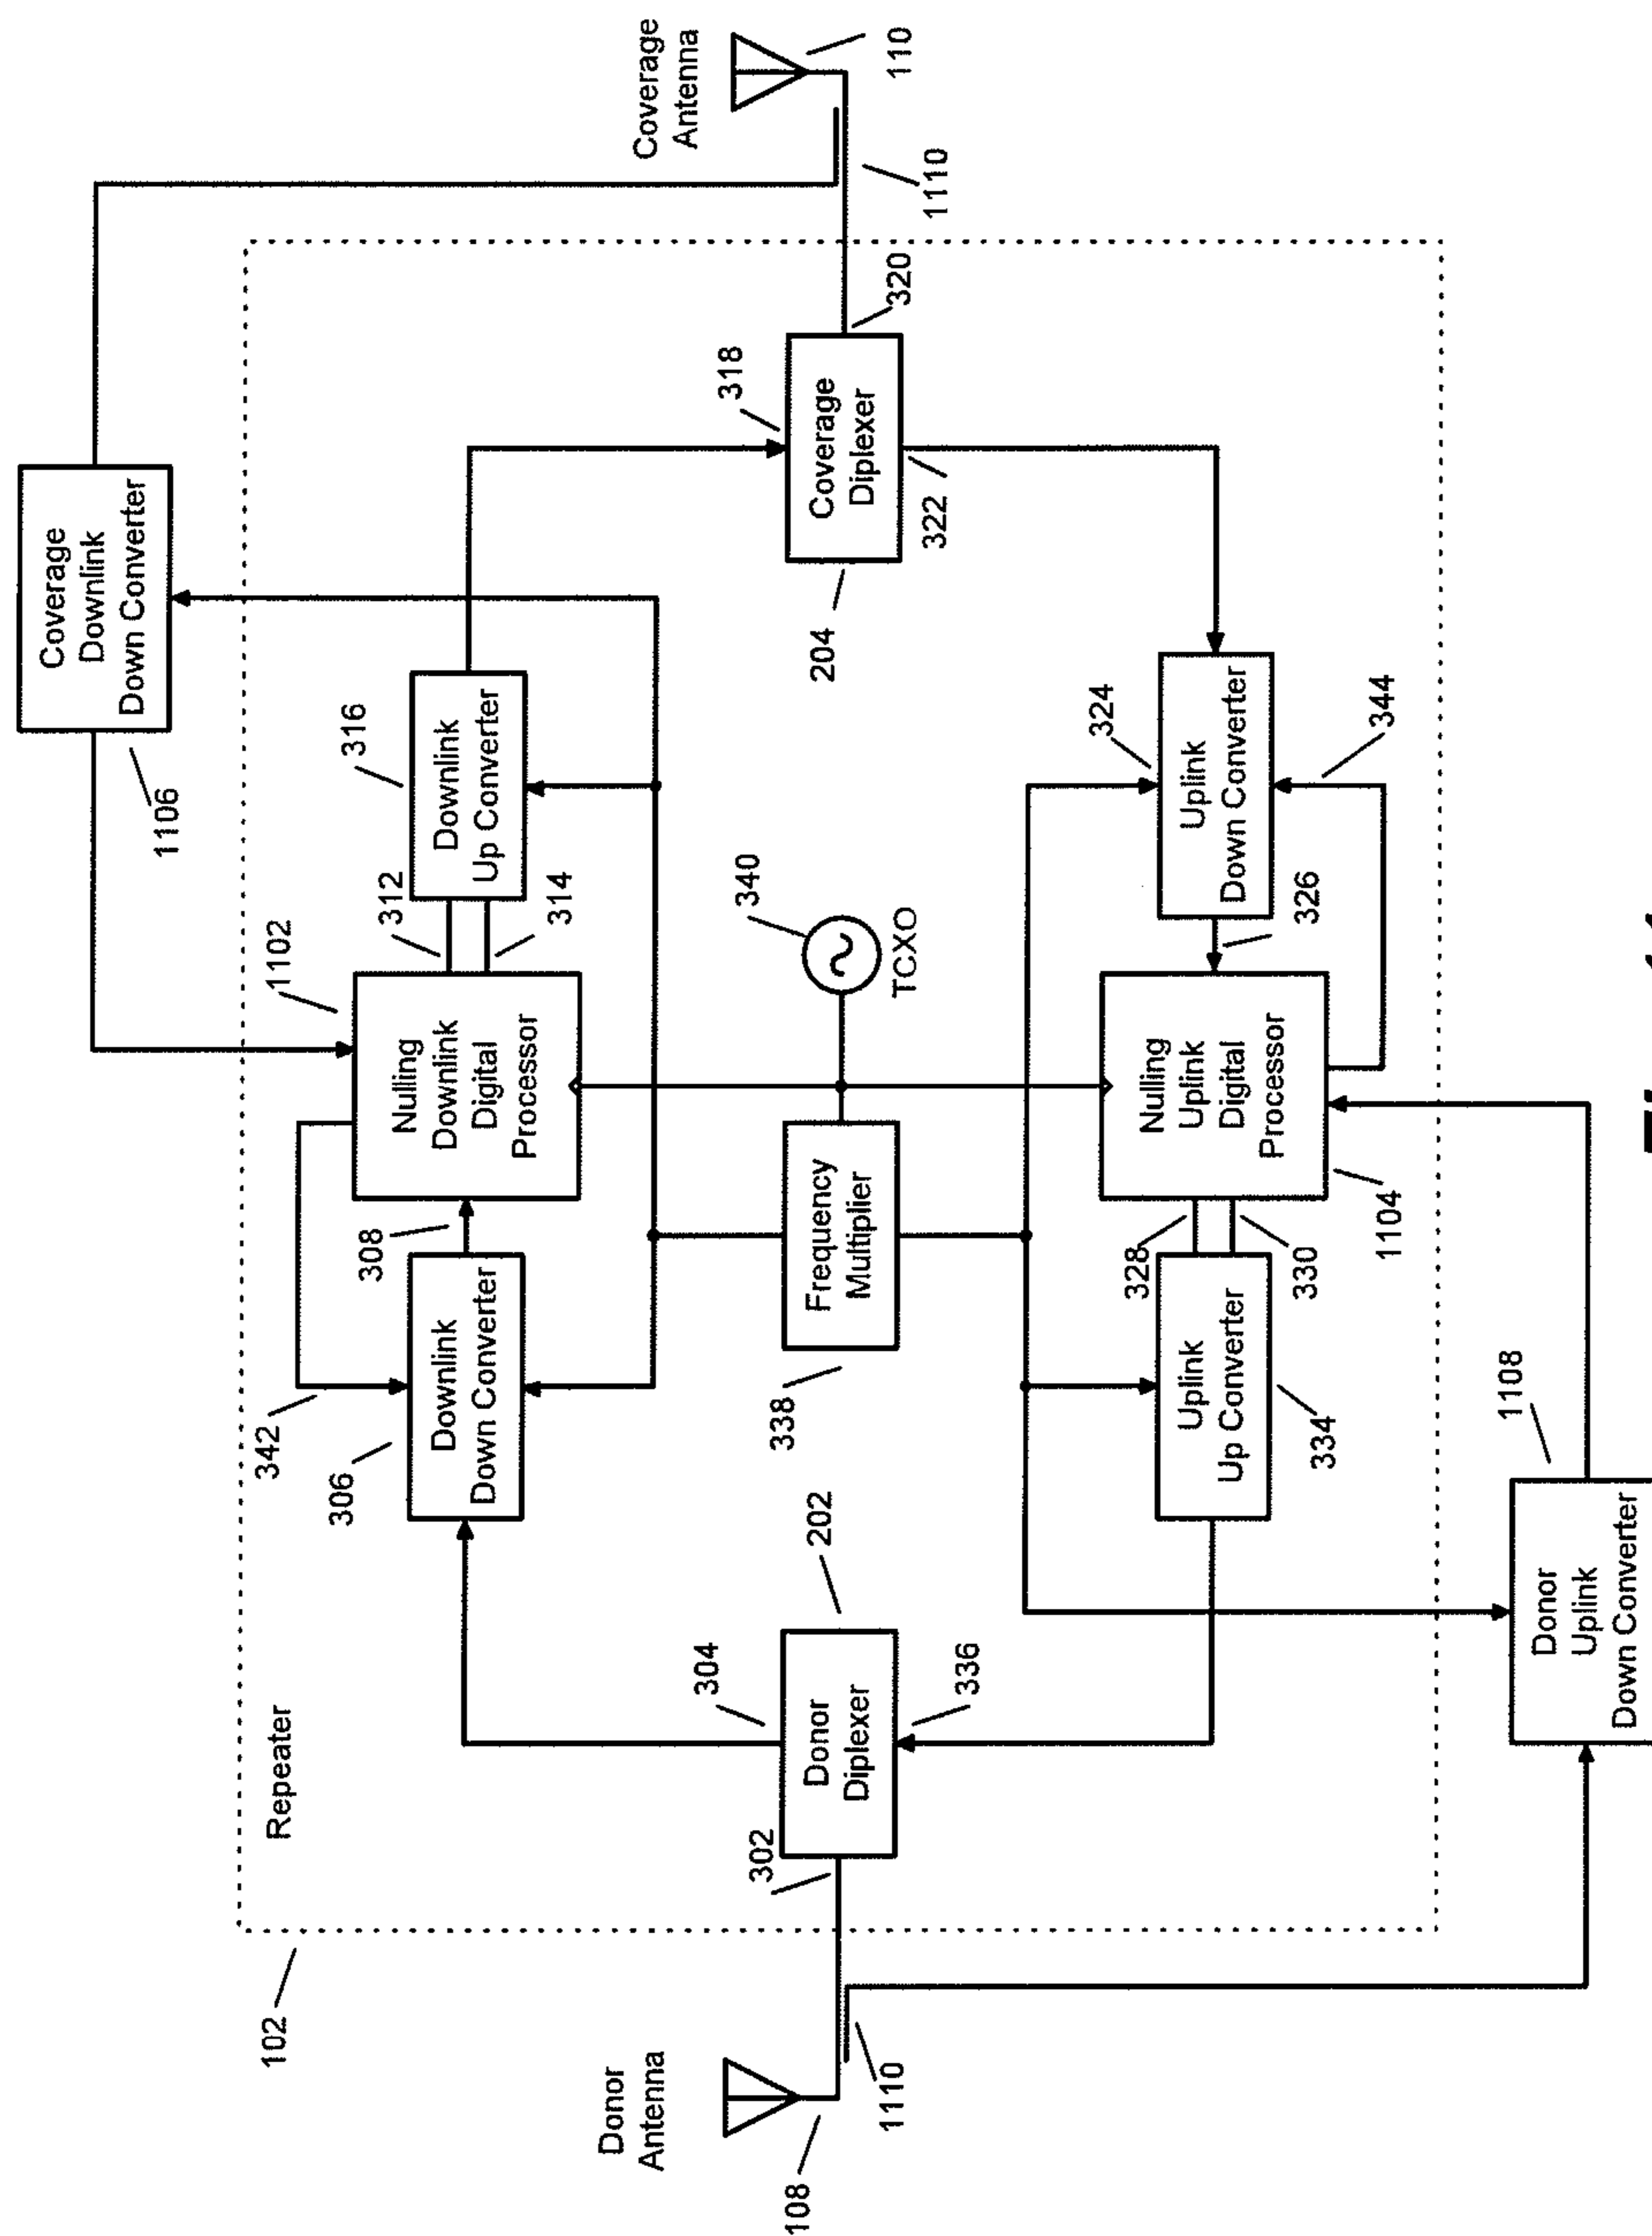 Coverage
Downlink
Down Converter
1106
Coverage
Antenna
110
1110
102
Repeater
342
306
Downlink
Down Converter
308
1102
Nulling
Downlink
Digital
Processor
312
314
316
Downlink
Up Converter
318
Coverage
Diplexer
320
322
204
Donor
Antenna
108
1110
302
304
Donor
Diplexer
202
336
338
Frequency
Multiplier
340
TCXO
334
Uplink
Up Converter
328
330
Nulling
Uplink
Digital
Processor
1104
326
324
Uplink
Down Converter
344
1108
Donor
Uplink
Down Converter